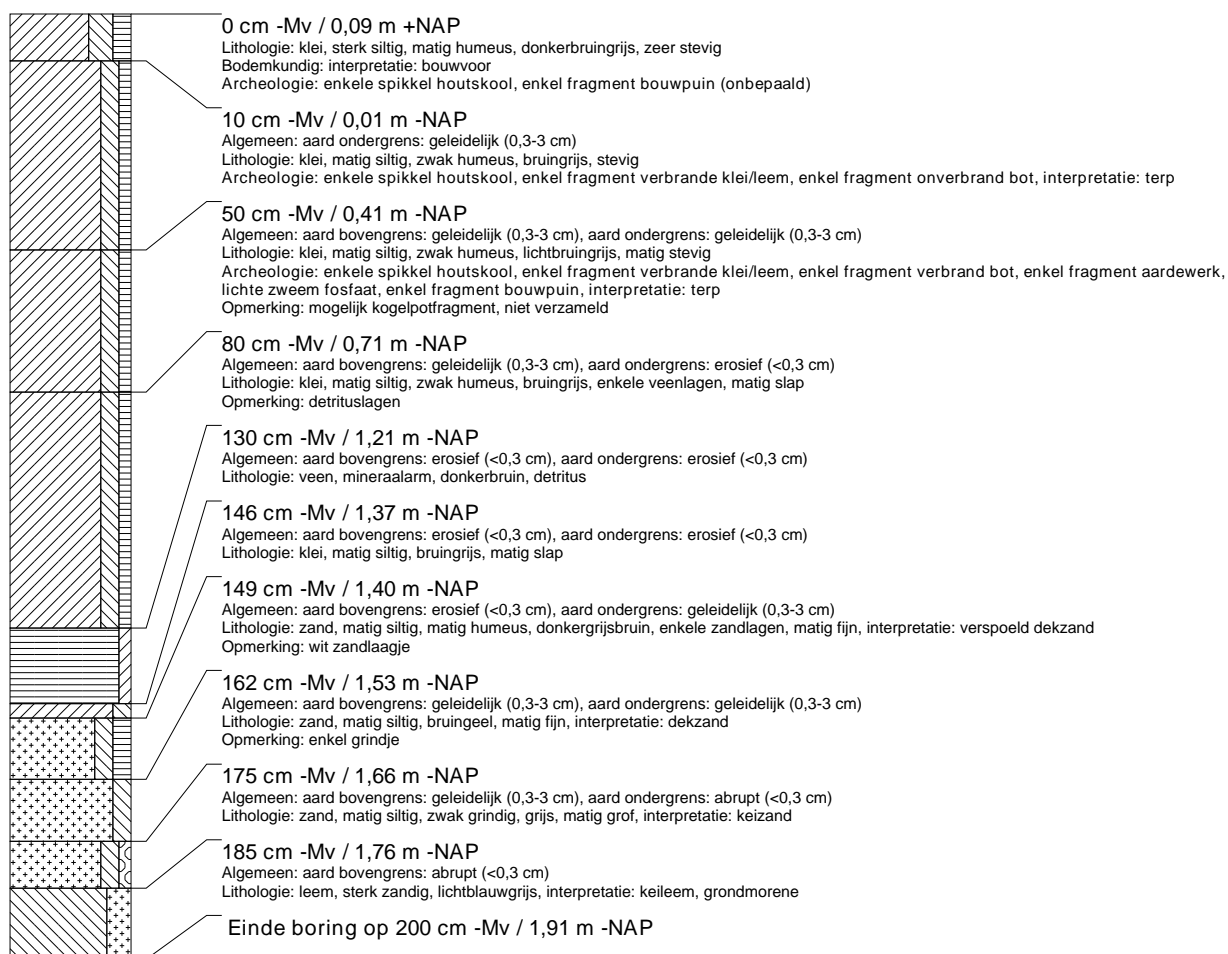 0 cm -Mv / 0,09 m +NAP
Lithologie: klei, sterk siltig, matig humeus, donkerbruingrijs, zeer stevig
Bodemkundig: interpretatie: bouwvoor
Archeologie: enkele spikkel houtskool, enkel fragment bouwpuin (onbepaald)
10 cm -Mv / 0,01 m -NAP
Algemeen: aard ondergrens: geleidelijk (0,3-3 cm)
Lithologie: klei, matig siltig, zwak humeus, bruingrijs, stevig
Archeologie: enkele spikkel houtskool, enkel fragment verbrande klei/leem, enkel fragment onverbrand bot, interpretatie: terp
50 cm -Mv / 0,41 m -NAP
Algemeen: aard bovengrens: geleidelijk (0,3-3 cm), aard ondergrens: geleidelijk (0,3-3 cm)
Lithologie: klei, matig siltig, zwak humeus, lichtbruingrijs, matig stevig
Archeologie: enkele spikkel houtskool, enkel fragment verbrande klei/leem, enkel fragment verbrand bot, enkel fragment aardewerk,
lichte zweem fosfaat, enkel fragment bouwpuin, interpretatie: terp
Opmerking: mogelijk kogelpotfragment, niet verzameld
80 cm -Mv / 0,71 m -NAP
Algemeen: aard bovengrens: geleidelijk (0,3-3 cm), aard ondergrens: erosief (<0,3 cm)
Lithologie: klei, matig siltig, zwak humeus, bruingrijs, enkele veenlagen, matig slap
Opmerking: detrituslagen
130 cm -Mv / 1,21 m -NAP
Algemeen: aard bovengrens: erosief (<0,3 cm), aard ondergrens: erosief (<0,3 cm)
Lithologie: veen, mineraalarm, donkerbruin, detritus
146 cm -Mv / 1,37 m -NAP
Algemeen: aard bovengrens: erosief (<0,3 cm), aard ondergrens: erosief (<0,3 cm)
Lithologie: klei, matig siltig, bruingrijs, matig slap
149 cm -Mv / 1,40 m -NAP
Algemeen: aard bovengrens: erosief (<0,3 cm), aard ondergrens: geleidelijk (0,3-3 cm)
Lithologie: zand, matig siltig, matig humeus, donkergrijsbruin, enkele zandlagen, matig fijn, interpretatie: verspoeld dekzand
Opmerking: wit zandlaagje
162 cm -Mv / 1,53 m -NAP
Algemeen: aard bovengrens: geleidelijk (0,3-3 cm), aard ondergrens: geleidelijk (0,3-3 cm)
Lithologie: zand, matig siltig, bruingeel, matig fijn, interpretatie: dekzand
Opmerking: enkel grindje
175 cm -Mv / 1,66 m -NAP
Algemeen: aard bovengrens: geleidelijk (0,3-3 cm), aard ondergrens: abrupt (<0,3 cm)
Lithologie: zand, matig siltig, zwak grindig, grijs, matig grof, interpretatie: keizand
185 cm -Mv / 1,76 m -NAP
Algemeen: aard bovengrens: abrupt (<0,3 cm)
Lithologie: leem, sterk zandig, lichtblauwgrijs, interpretatie: keileem, grondmorene
Einde boring op 200 cm -Mv / 1,91 m -NAP